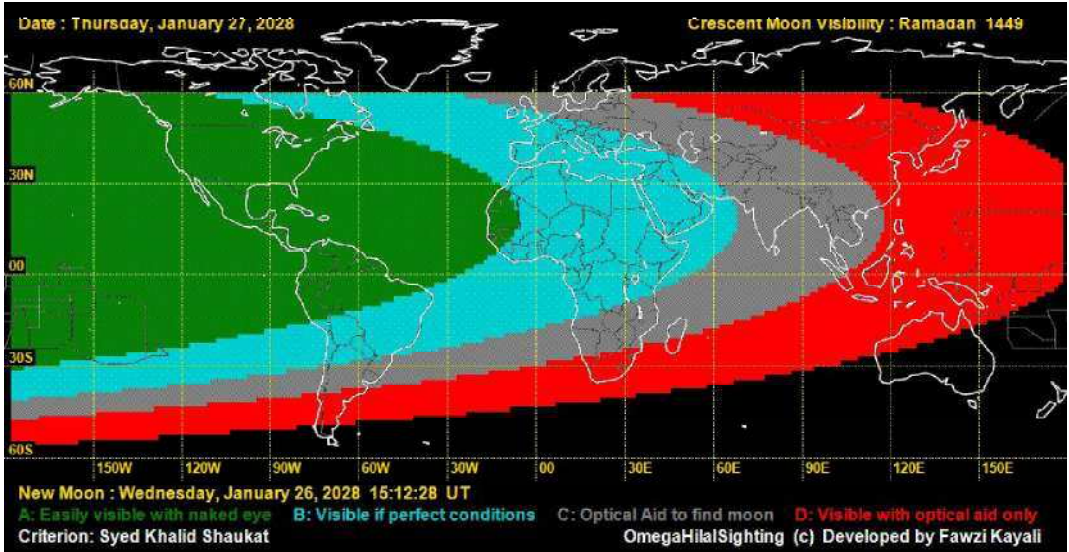 Date : Thursday, January 27, 2028 Crescent Moon Visibility : Ramadan 1449
60N
30N
00
30S
60S
150W 120W 90W 60W 30W 00 30E 60E 90E 120E 150E
New Moon : Wednesday, January 26, 2028 15:12:28 UT
A: Easily visible with naked eye B: Visible if perfect conditions C: Optical Aid to find moon D: Visible with optical aid only
Criterion: Syed Khalid Shaukat OmegaHilalSighting (c) Developed by Fawzi Kayali